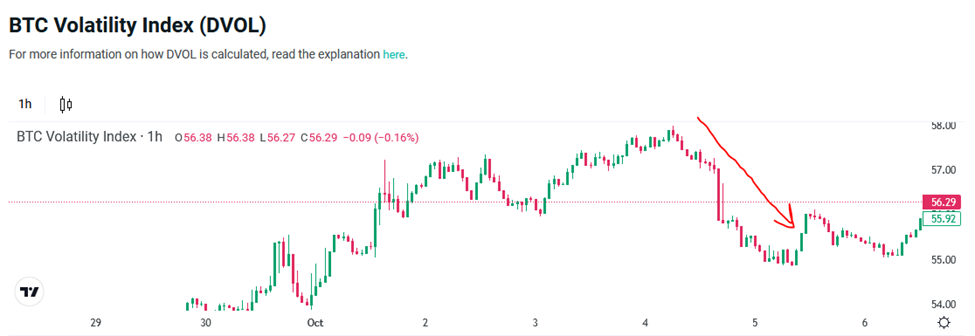 BTC Volatility Index (DVOL)
For more information on how DVOL is calculated, read the explanation here.
1h
BTC Volatility Index · 1h O56.38 H56.38 L56.27 C56.29 −0.09 (−0.16%)
58.00
57.00
56.29
55.92
55.00
54.00
29 30 Oct 2 3 4 5 6